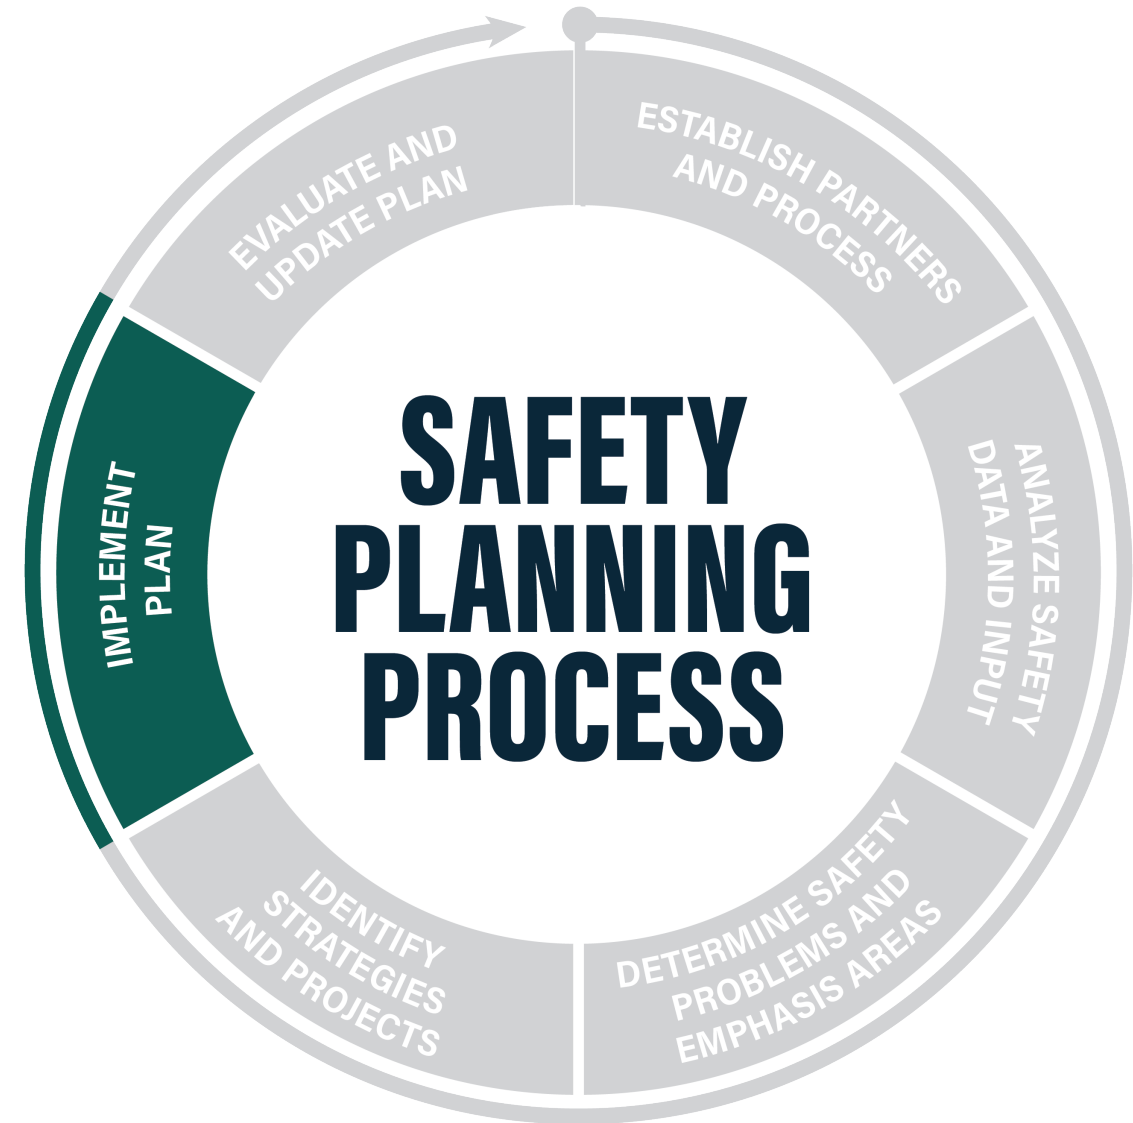 SAFETY
PLANNING
PROCESS
ESTABLISH PARTNERS
AND PROCESS
ANALYZE SAFETY
DATA AND INPUT
DETERMINE SAFETY
PROBLEMS AND
EMPHASIS AREAS
IDENTIFY
STRATEGIES
AND PROJECTS
IMPLEMENT
PLAN
EVALUATE AND
UPDATE PLAN